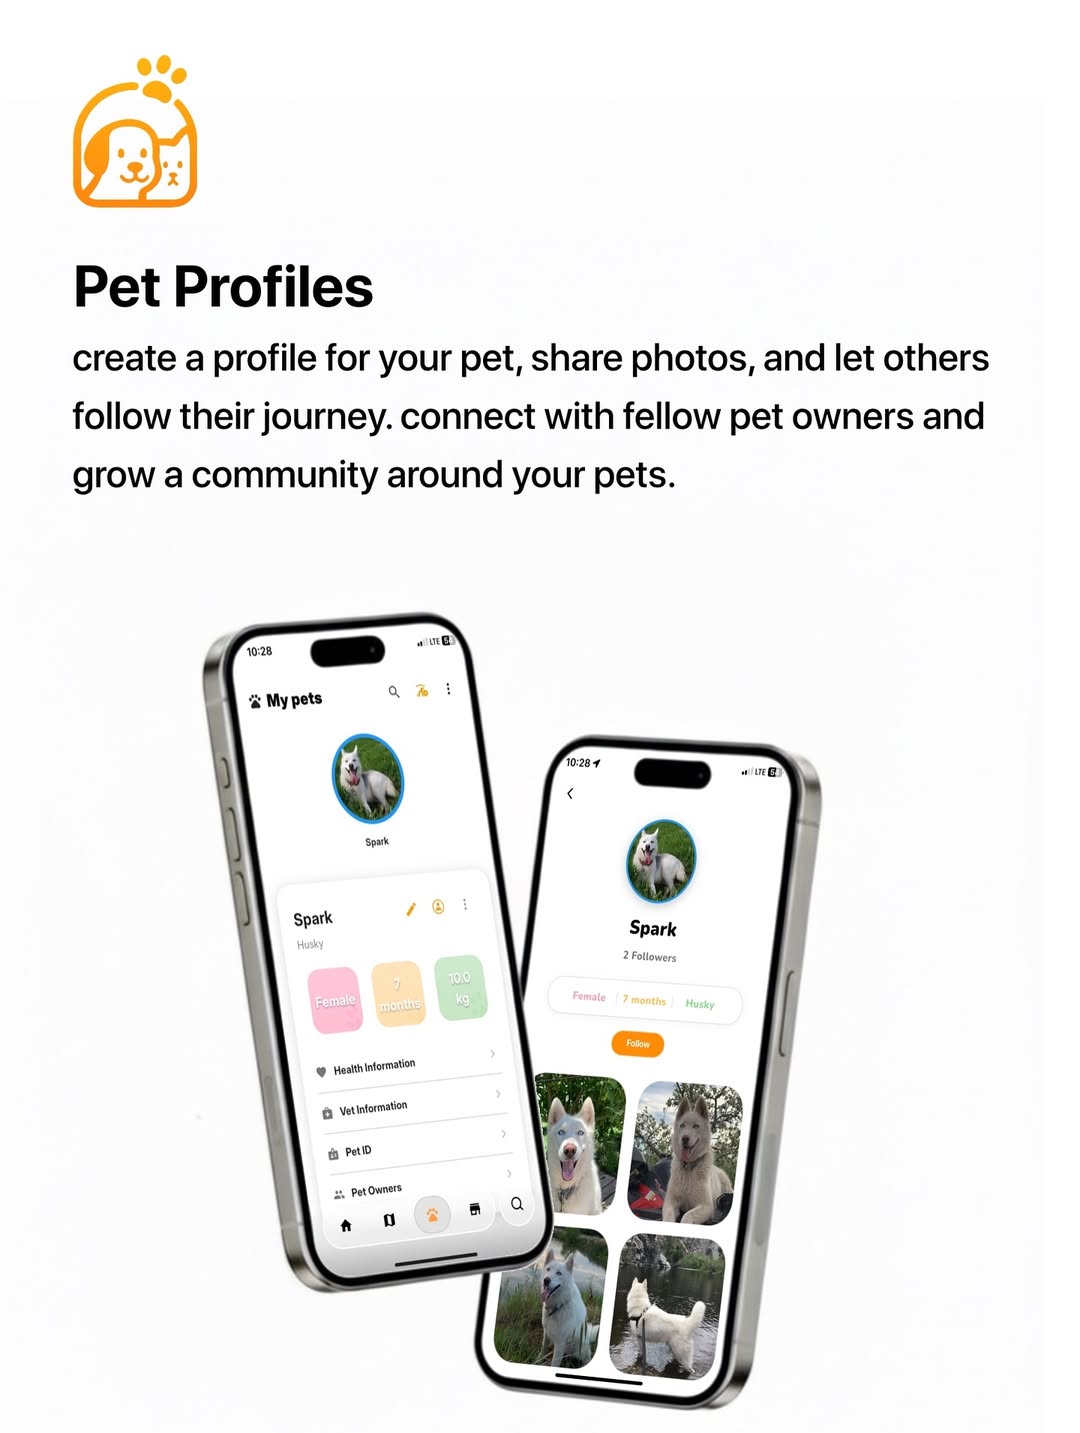 Pet Profiles
create a profile for your pet, share photos, and let others
follow their journey. connect with fellow pet owners and
grow a community around your pets.
10:28
LTE 54
My pets
Spark
Spark
Husky
Female
7
months
10.0
kg
Health Information
Vet Information
Pet ID
Pet Owners
10:28
LTE 54
Spark
2 Followers
Female
7 months
Husky
Follow